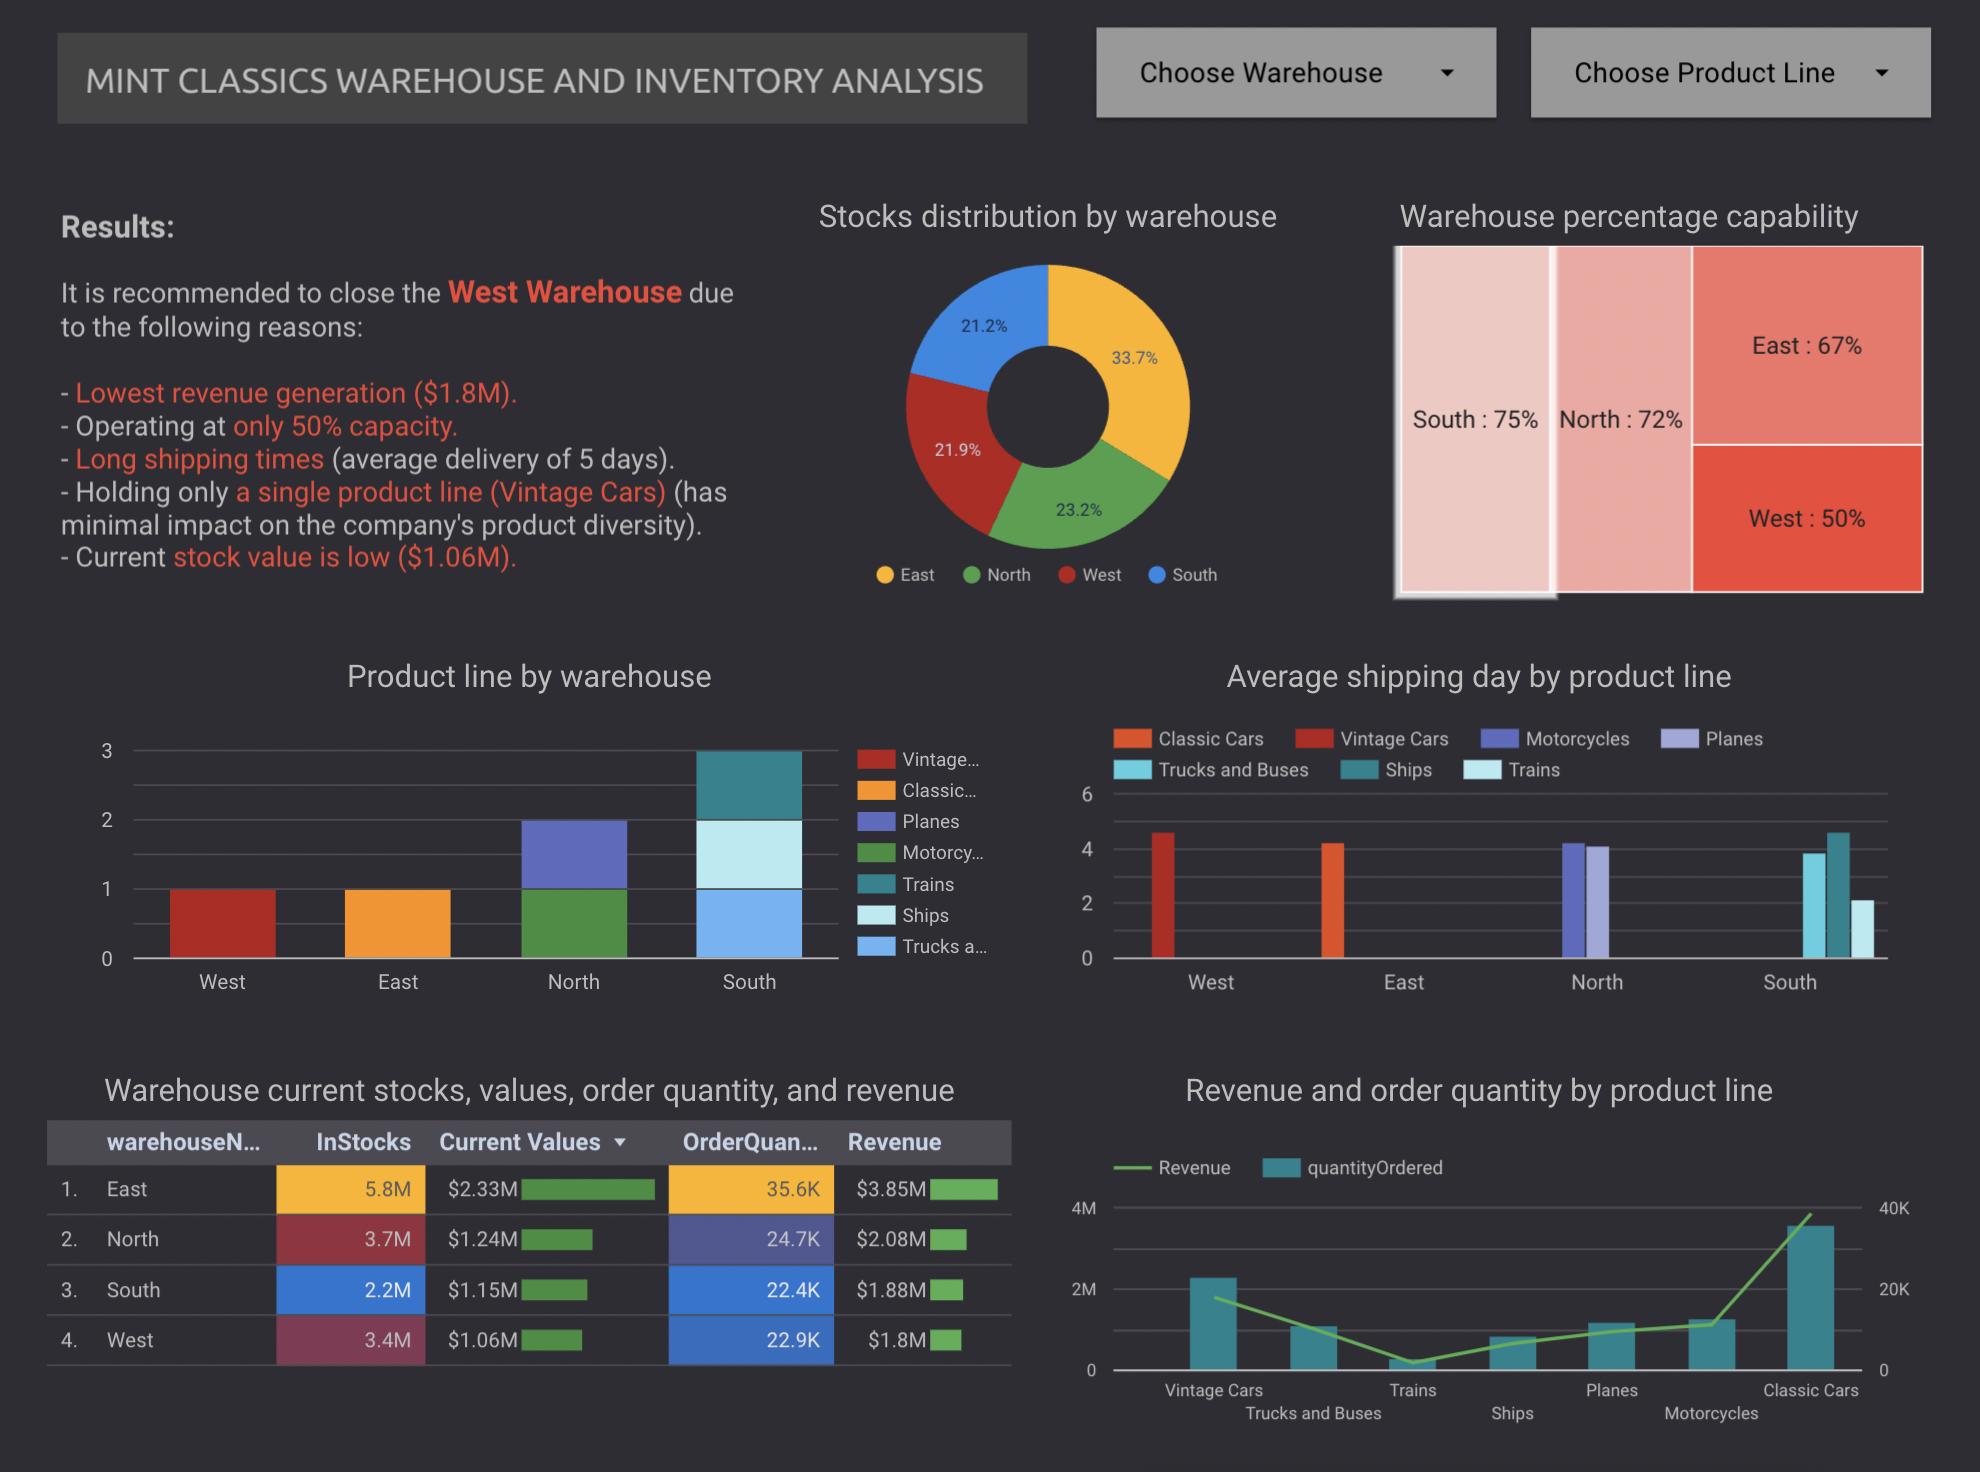 MINT CLASSICS WAREHOUSE AND INVENTORY ANALYSIS
Choose Warehouse
Choose Product Line
Results:
It is recommended to close the West Warehouse due
to the following reasons:
- Lowest revenue generation ($1.8M).
- Operating at only 50% capacity.
- Long shipping times (average delivery of 5 days).
- Holding only a single product line (Vintage Cars) (has
minimal impact on the company's product diversity).
- Current stock value is low ($1.06M).
Stocks distribution by warehouse
21.2%
33.7%
21.9%
23.2%
East North West South
Warehouse percentage capability
South : 75%
North : 72%
East : 67%
West : 50%
Product line by warehouse
3
2
1
0
West East North South
Vintage...
Classic...
Planes
Motorcy...
Trains
Ships
Trucks a...
Average shipping day by product line
Classic Cars Vintage Cars Motorcycles Planes
Trucks and Buses Ships Trains
6
4
2
0
West East North South
Warehouse current stocks, values, order quantity, and revenue
warehouseN... InStocks Current Values OrderQuan... Revenue
1. East 5.8M $2.33M 35.6K $3.85M
2. North 3.7M $1.24M 24.7K $2.08M
3. South 2.2M $1.15M 22.4K $1.88M
4. West 3.4M $1.06M 22.9K $1.8M
Revenue and order quantity by product line
Revenue quantityOrdered
4M 40K
2M 20K
0 0
Vintage Cars Trains Planes Classic Cars
Trucks and Buses Ships Motorcycles